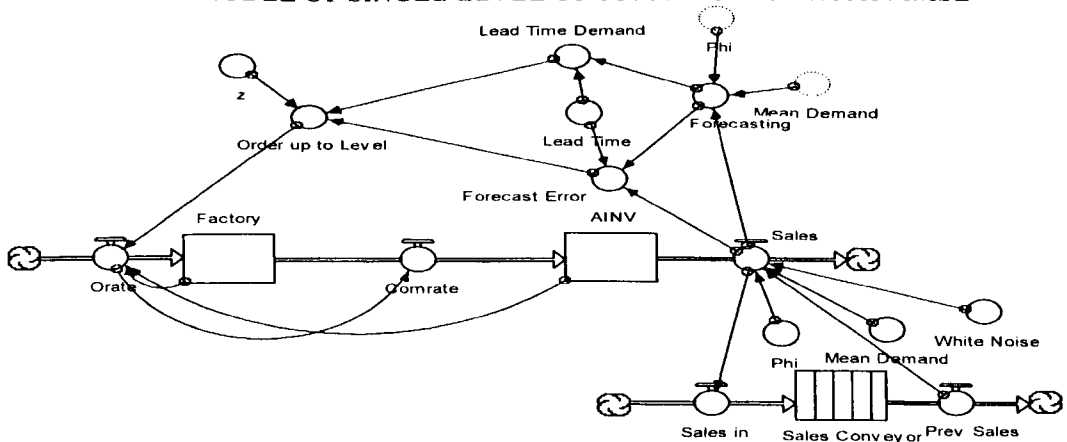 Lead Time Demand
Phi
z
Mean Demand
Forecasting
Order up to Level
Lead Time
Forecast Error
Factory
AINV
Sales
Orate
Comrate
White Noise
Phi
Mean Demand
Sales in
Sales Conveyor
Prev Sales